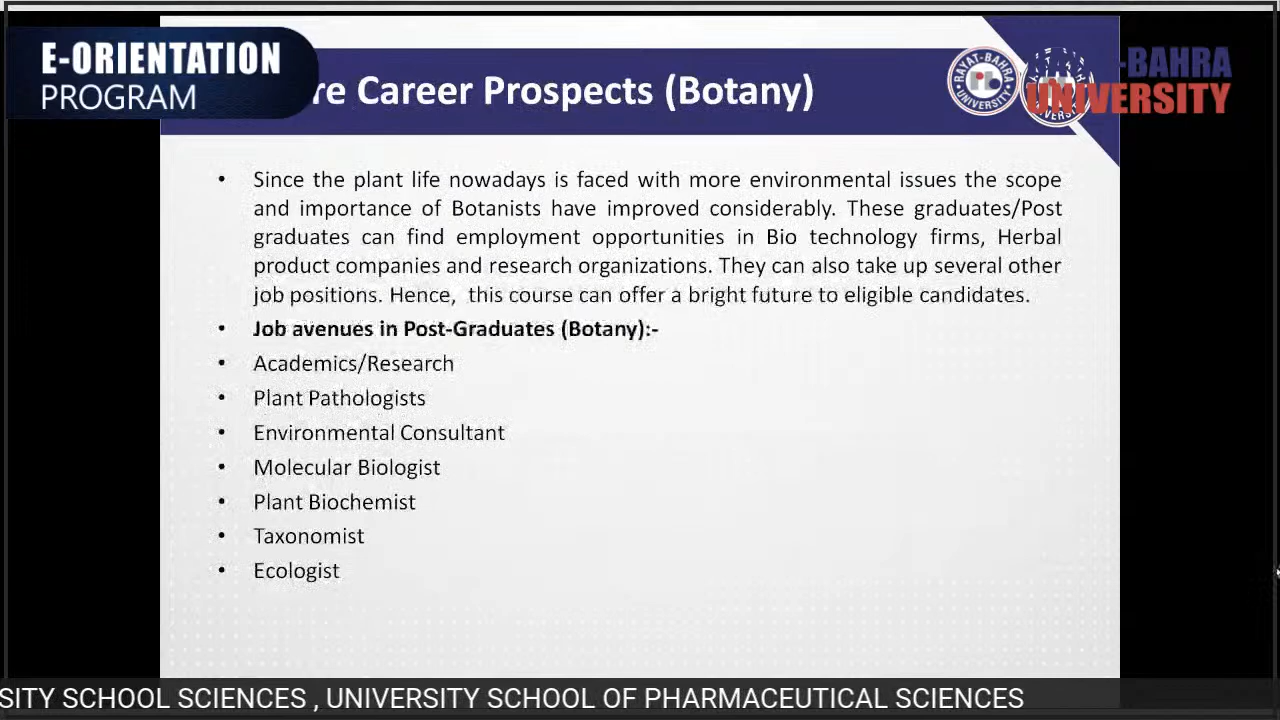 E-ORIENTATION
PROGRAM
re Career Prospects (Botany)
RAYAT-BAHRA
UNIVERSITY
-BAHRA
UNIVERSITY
• Since the plant life nowadays is faced with more environmental issues the scope
and importance of Botanists have improved considerably. These graduates/Post
graduates can find employment opportunities in Bio technology firms, Herbal
product companies and research organizations. They can also take up several other
job positions. Hence, this course can offer a bright future to eligible candidates.
• Job avenues in Post-Graduates (Botany):-
• Academics/Research
• Plant Pathologists
• Environmental Consultant
• Molecular Biologist
• Plant Biochemist
• Taxonomist
• Ecologist
SITY SCHOOL SCIENCES , UNIVERSITY SCHOOL OF PHARMACEUTICAL SCIENCES